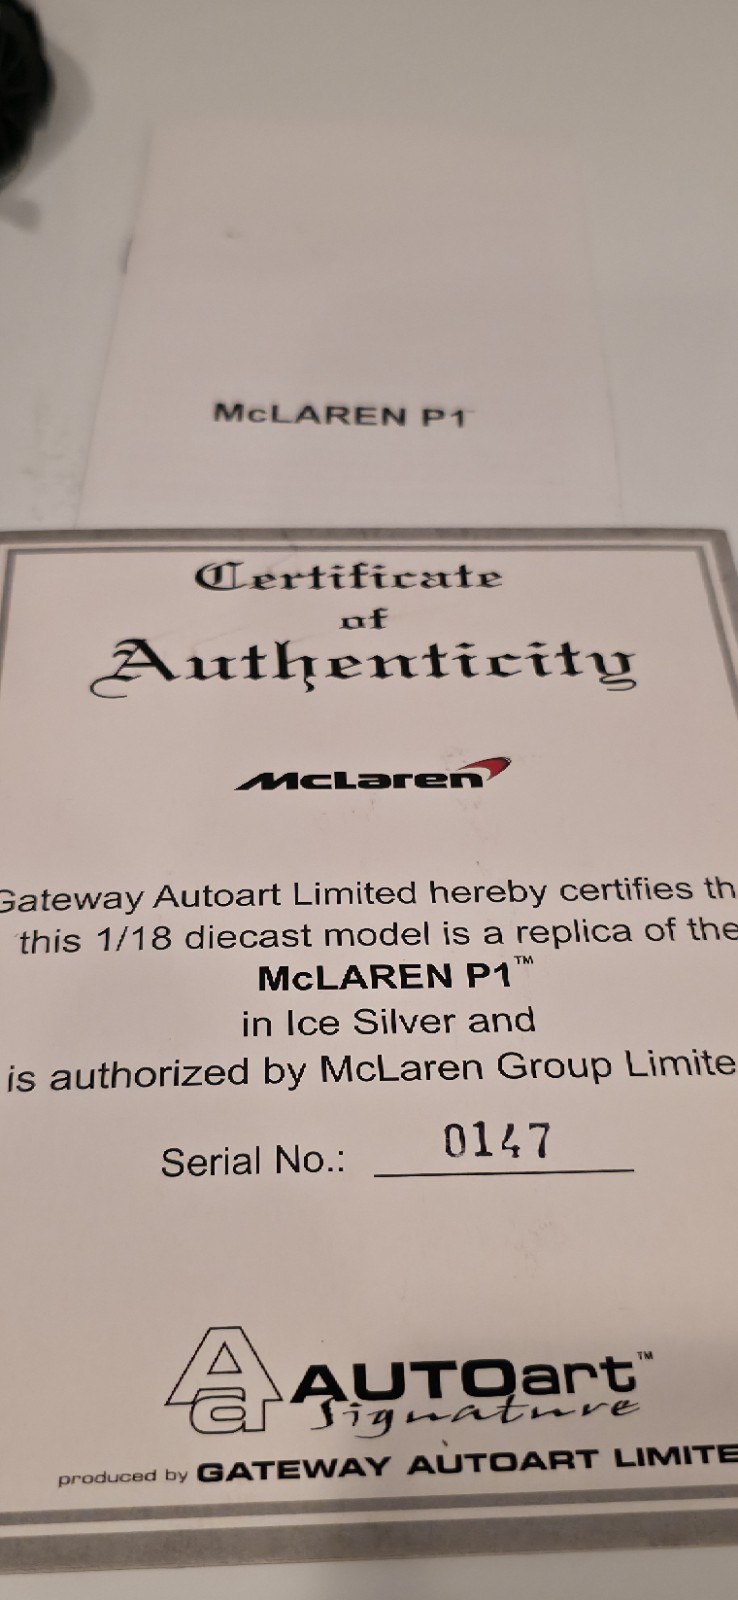 McLAREN P1
Certificate
of
Authenticity
McLaren
Gateway Autoart Limited hereby certifies th
this 1/18 diecast model is a replica of the
McLAREN P1™
in Ice Silver and
is authorized by McLaren Group Limite
Serial No.: 0147
Aa AUTOart™
Signature
produced by GATEWAY AUTOART LIMITE